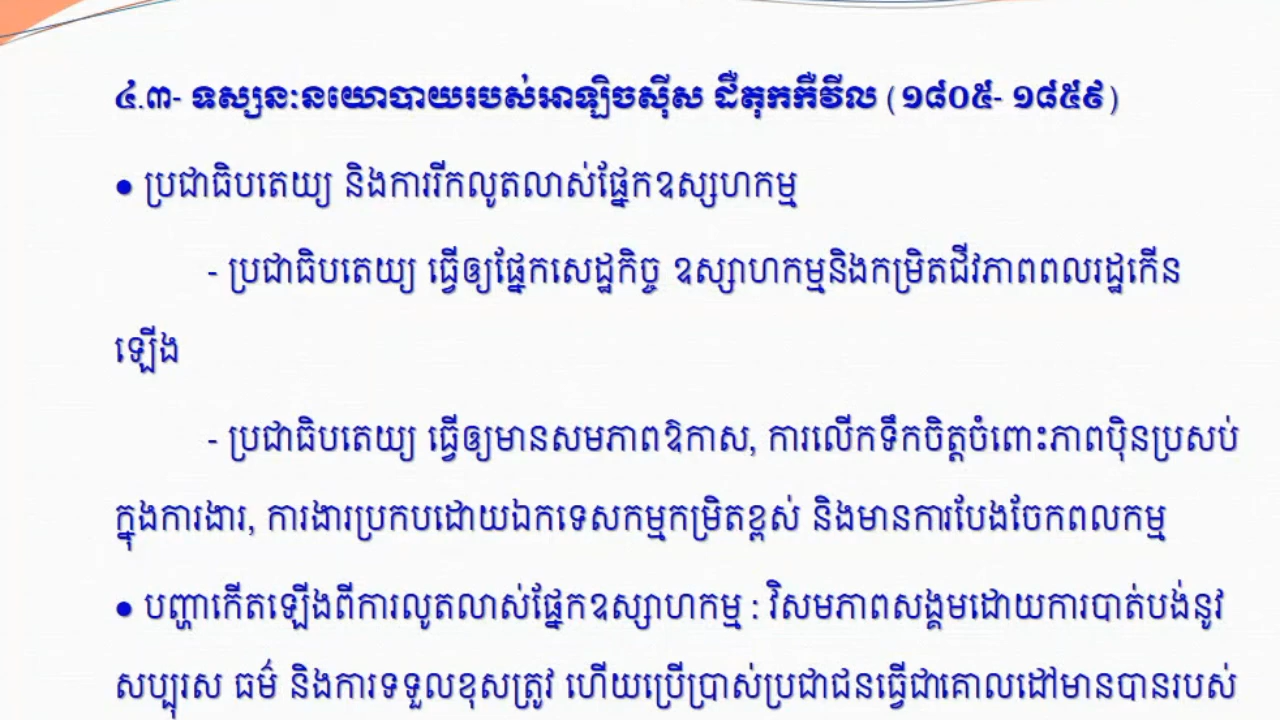 ៤.៣- ទស្សនៈនយោបាយរបស់អាឡិចស៊ីស ដឺតុកកឺវីល (១៨០៥- ១៨៥៩)
● ប្រជាធិបតេយ្យ និងការរីកលូតលាស់ផ្នែកឧស្សហកម្ម
- ប្រជាធិបតេយ្យ ធ្វើឲ្យផ្នែកសេដ្ឋកិច្ច ឧស្សាហកម្មនិងកម្រិតជីវភាពពលរដ្ឋកើន
ឡើង
- ប្រជាធិបតេយ្យ ធ្វើឲ្យមានសមភាពឱកាស, ការលើកទឹកចិត្តចំពោះភាពប៉ិនប្រសប់
ក្នុងការងារ, ការងារប្រកបដោយឯកទេសកម្មកម្រិតខ្ពស់ និងមានការបែងចែកពលកម្ម
● បញ្ហាកើតឡើងពីការលូតលាស់ផ្នែកឧស្សាហកម្ម : វិសមភាពសង្គមដោយការបាត់បង់នូវ
សប្បុរស ធម៌ និងការទទួលខុសត្រូវ ហើយប្រើប្រាស់ប្រជាជនធ្វើជាគោលដៅមានបានរបស់